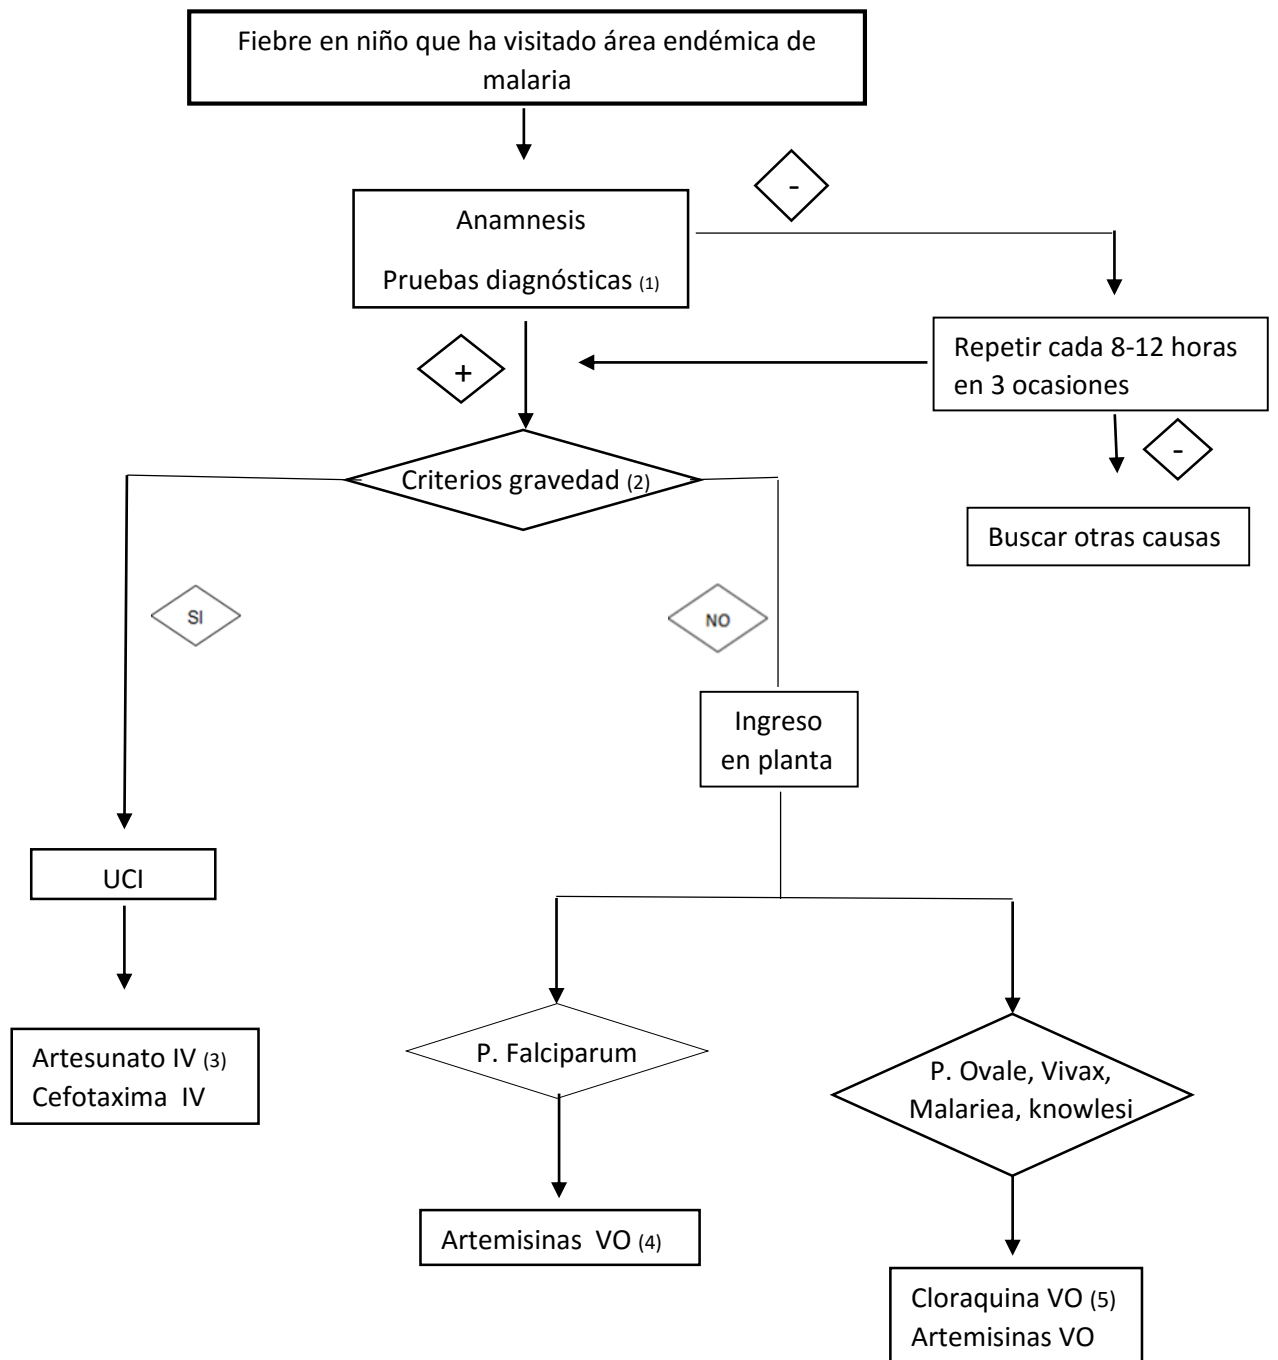 Fiebre en niño que ha visitado área endémica de
malaria
-
Anamnesis
Pruebas diagnósticas (1)
+
Repetir cada 8-12 horas
en 3 ocasiones
-
Criterios gravedad (2)
Buscar otras causas
SI
NO
Ingreso
en planta
UCI
Artesunato IV (3)
Cefotaxima IV
P. Falciparum
P. Ovale, Vivax,
Malariea, knowlesi
Artemisinas VO (4)
Cloraquina VO (5)
Artemisinas VO